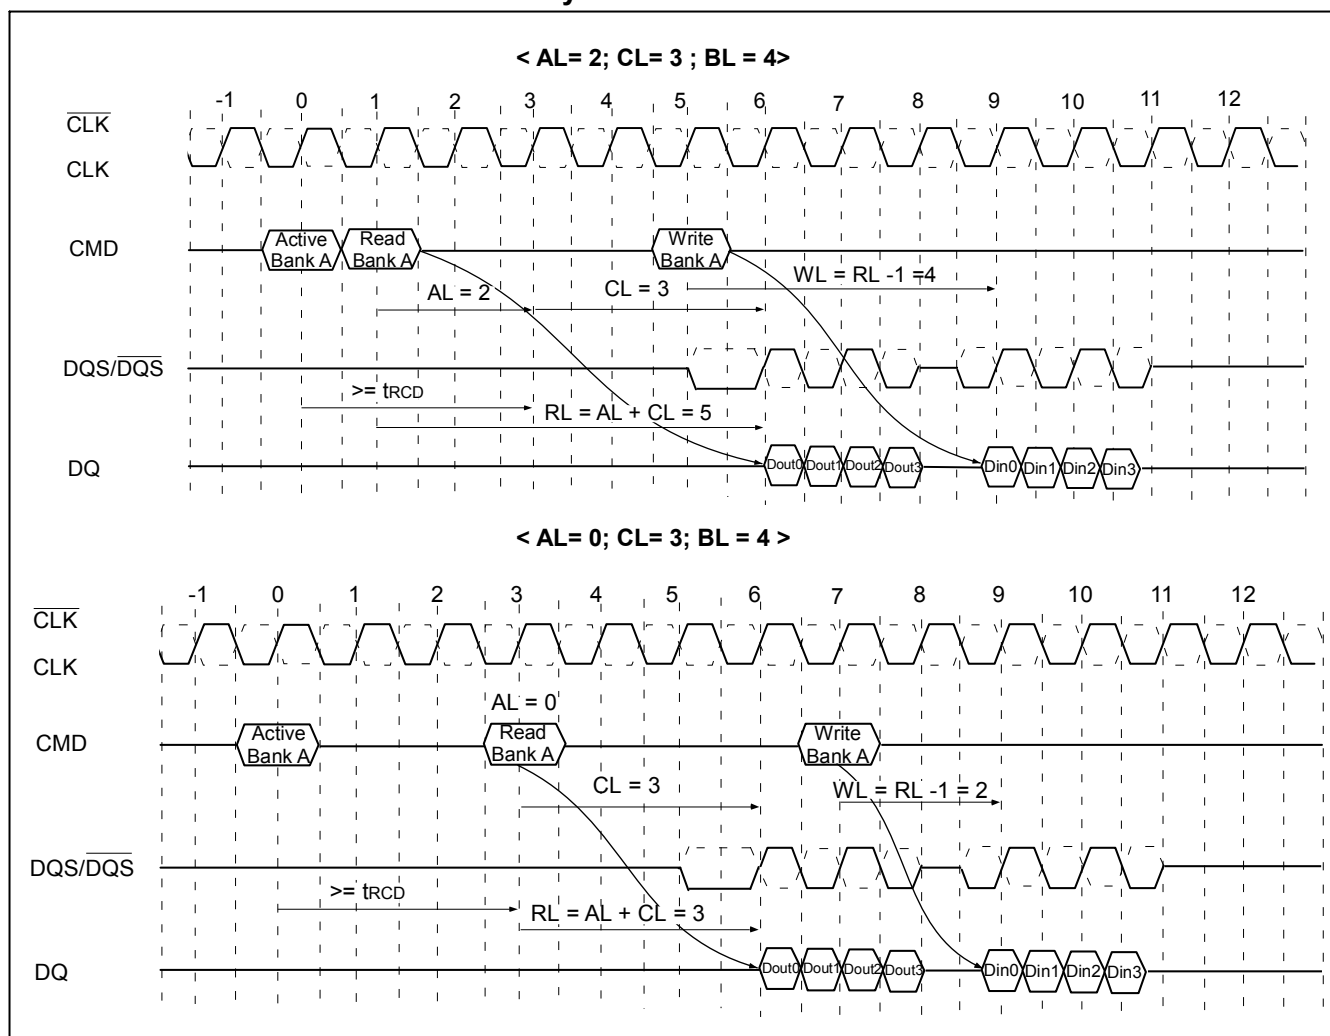 y
< AL= 2; CL= 3 ; BL = 4>
-1 0 1 2 3 4 5 6 7 8 9 10 11 12
CLK
CLK
CMD
Active
Bank A
Read
Bank A
Write
Bank A
WL = RL -1 =4
AL = 2
CL = 3
DQS/DQS
>= tRCD
RL = AL + CL = 5
DQ
Dout0 Dout1 Dout2 Dout3 Din0 Din1 Din2 Din3
< AL= 0; CL= 3; BL = 4 >
-1 0 1 2 3 4 5 6 7 8 9 10 11 12
CLK
CLK
AL = 0
CMD
Active
Bank A
Read
Bank A
Write
Bank A
CL = 3
WL = RL -1 = 2
DQS/DQS
>= tRCD
RL = AL + CL = 3
DQ
Dout0 Dout1 Dout2 Dout3 Din0 Din1 Din2 Din3